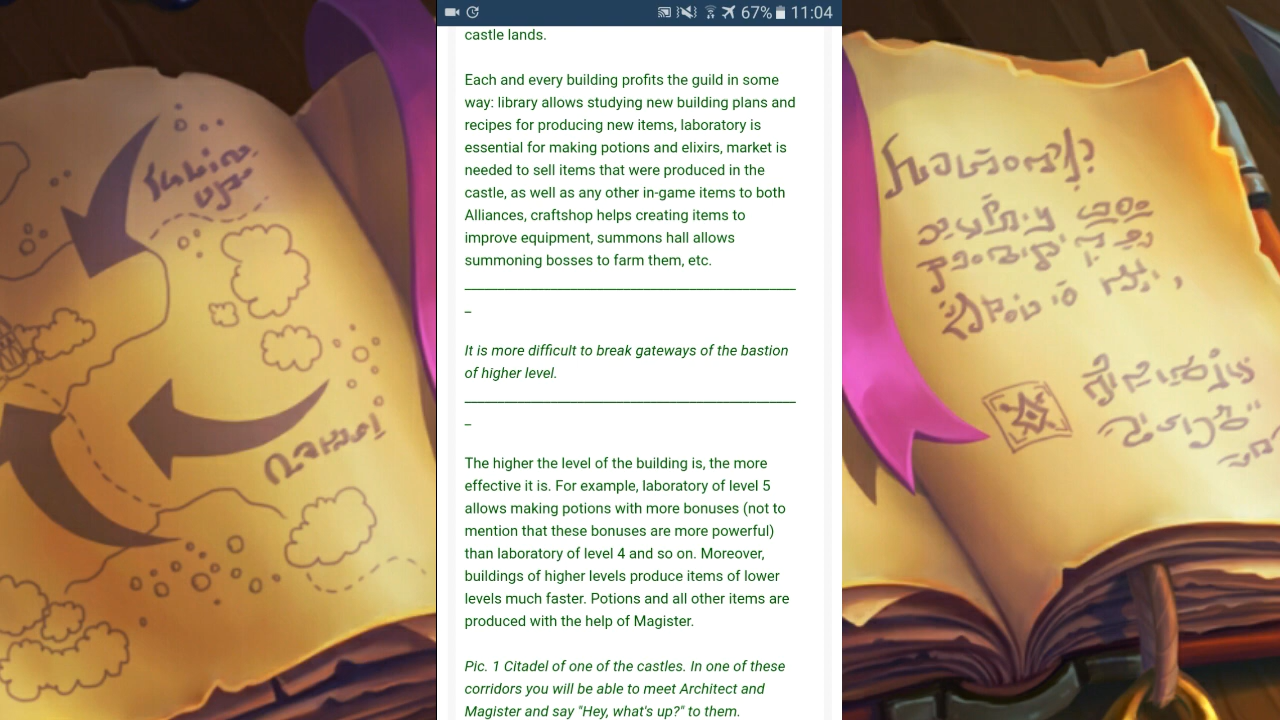 67% 11:04
castle lands.
Each and every building profits the guild in some
way: library allows studying new building plans and
recipes for producing new items, laboratory is
essential for making potions and elixirs, market is
needed to sell items that were produced in the
castle, as well as any other in-game items to both
Alliances, craftshop helps creating items to
improve equipment, summons hall allows
summoning bosses to farm them, etc.
It is more difficult to break gateways of the bastion
of higher level.
The higher the level of the building is, the more
effective it is. For example, laboratory of level 5
allows making potions with more bonuses (not to
mention that these bonuses are more powerful)
than laboratory of level 4 and so on. Moreover,
buildings of higher levels produce items of lower
levels much faster. Potions and all other items are
produced with the help of Magister.
Pic. 1 Citadel of one of the castles. In one of these
corridors you will be able to meet Architect and
Magister and say "Hey, what's up?" to them.